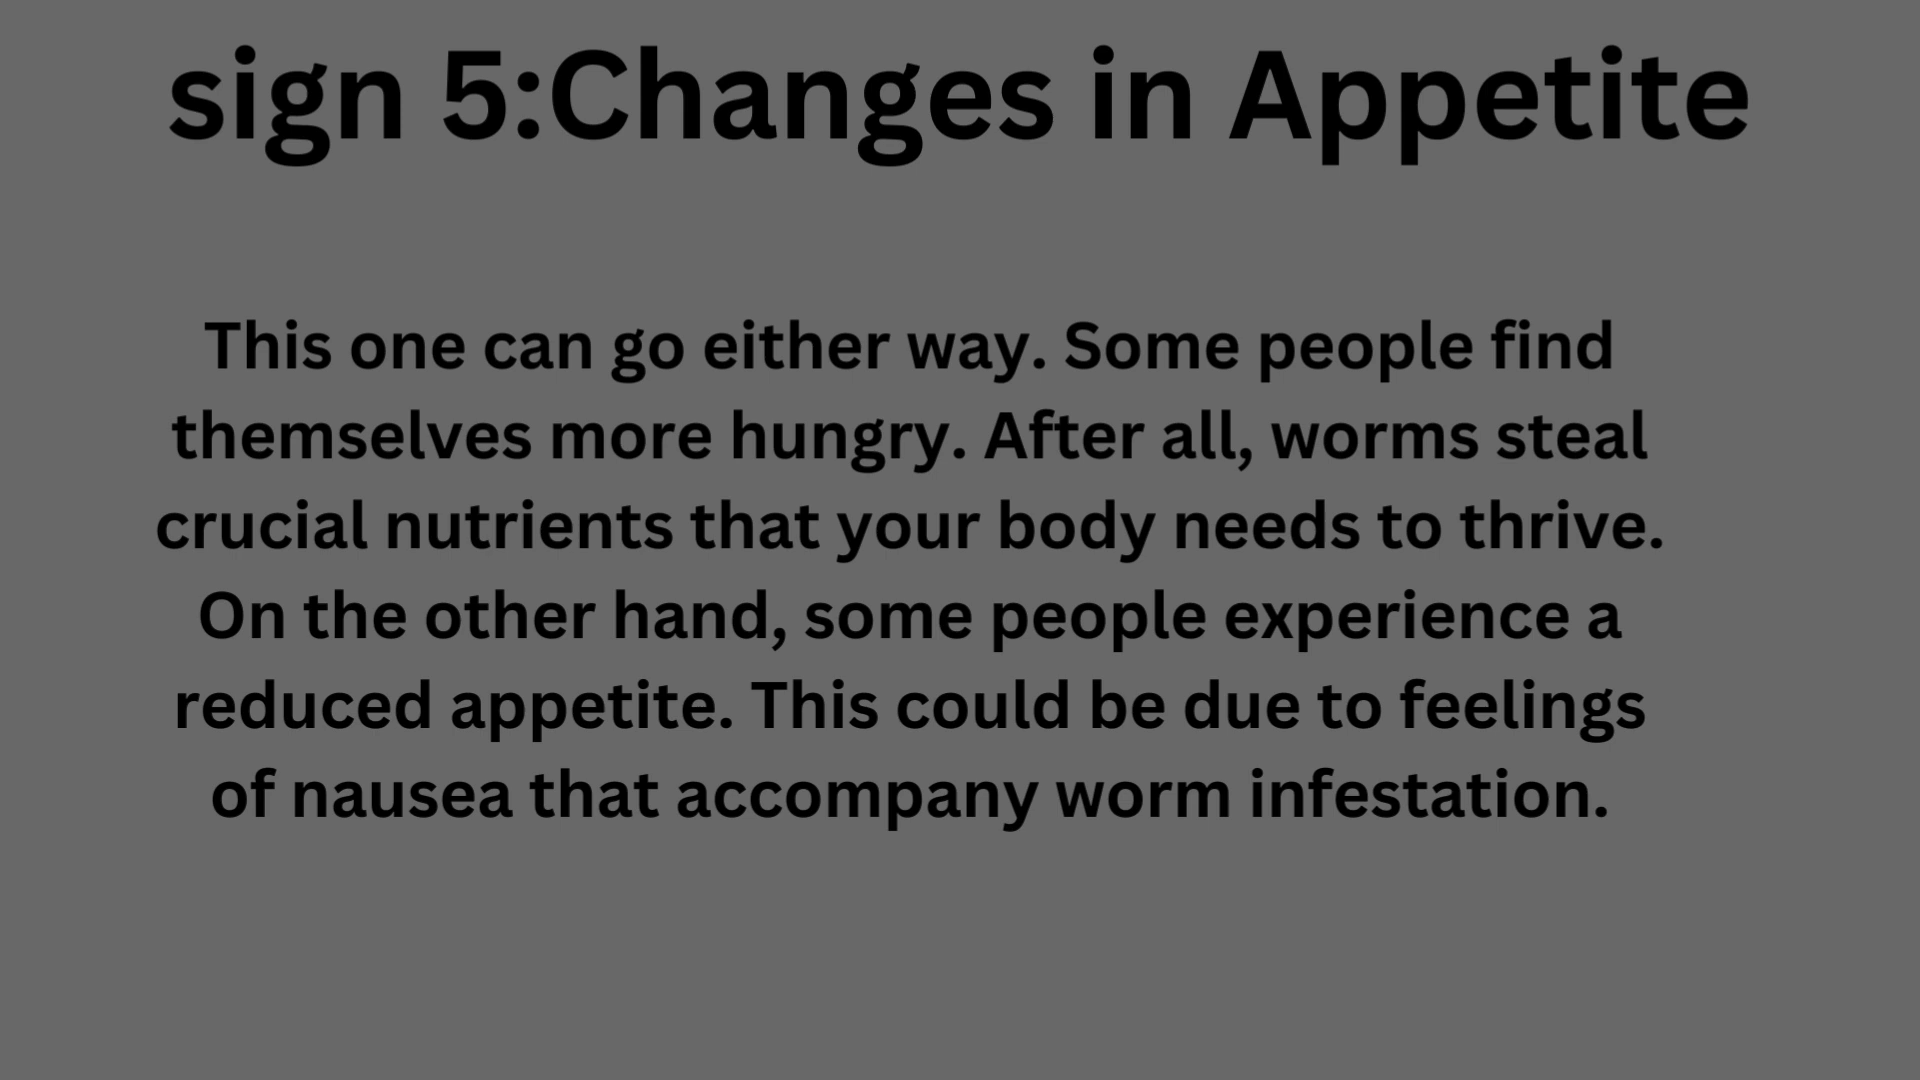 sign 5:Changes in Appetite
This one can go either way. Some people find
themselves more hungry. After all, worms steal
crucial nutrients that your body needs to thrive.
On the other hand, some people experience a
reduced appetite. This could be due to feelings
of nausea that accompany worm infestation.